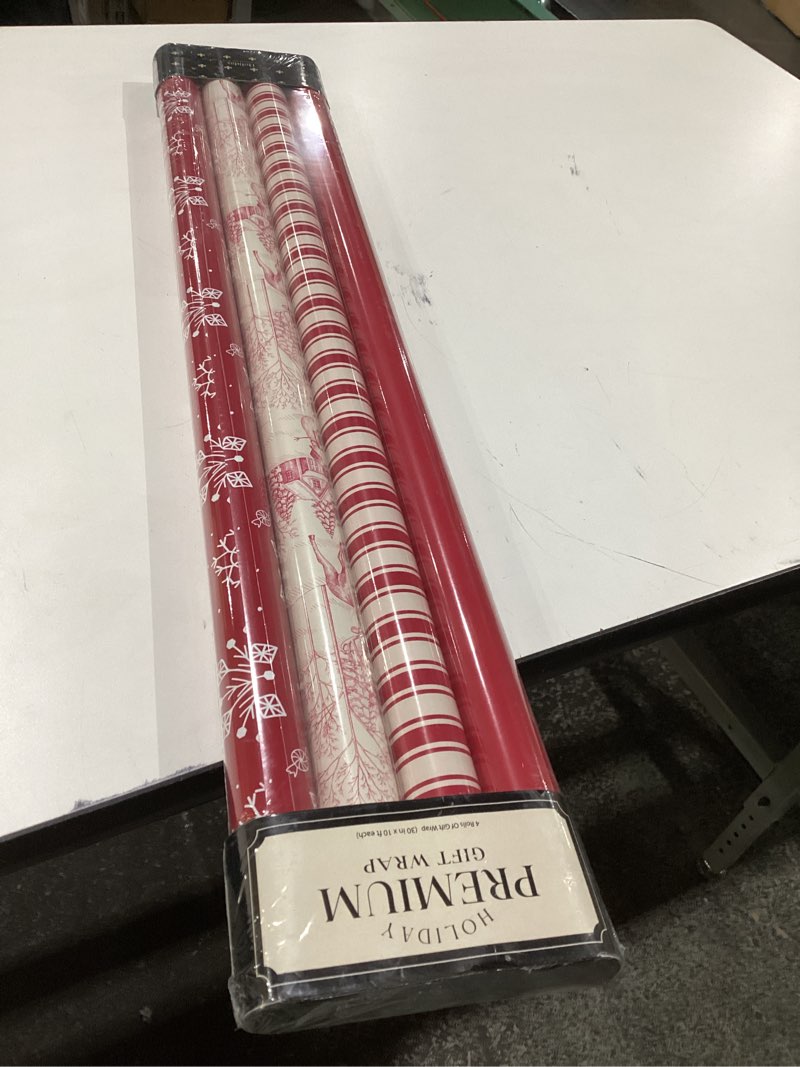 HOLIDAY
PREMIUM
GIFT WRAP
4 Rolls Of Gift Wrap (30 in x 10 ft each)